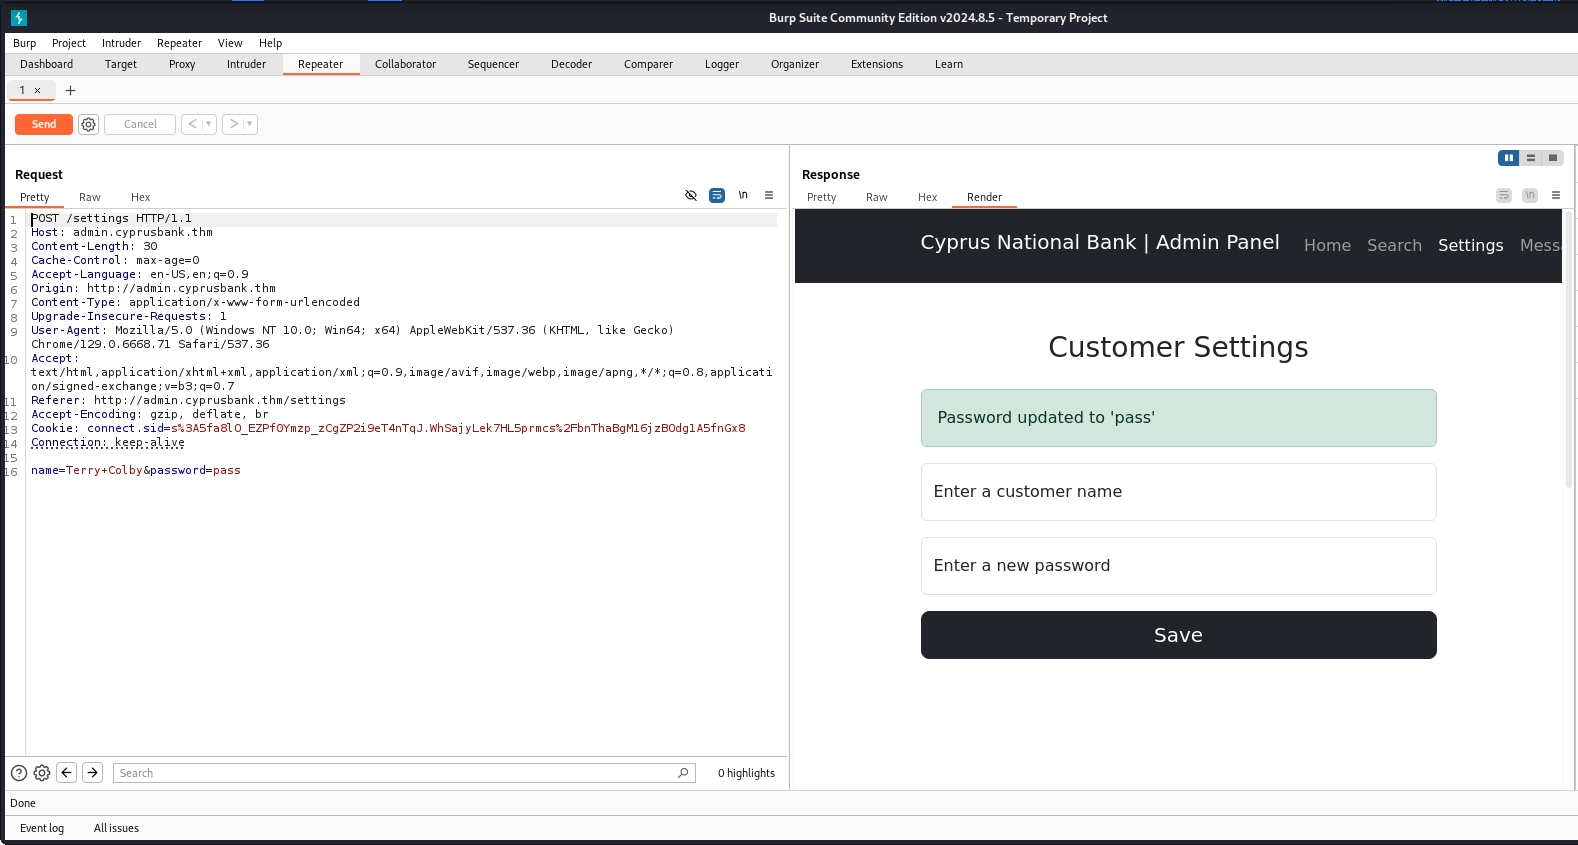 Burp Suite Community Edition v2024.8.5 - Temporary Project
Burp Project Intruder Repeater View Help
Dashboard Target Proxy Intruder Repeater Collaborator Sequencer Decoder Comparer Logger Organizer Extensions Learn
1 × +
Send Cancel < >
Request
Pretty Raw Hex \n
1 POST /settings HTTP/1.1
2 Host: admin.cyprusbank.thm
3 Content-Length: 30
4 Cache-Control: max-age=0
5 Accept-Language: en-US,en;q=0.9
6 Origin: http://admin.cyprusbank.thm
7 Content-Type: application/x-www-form-urlencoded
8 Upgrade-Insecure-Requests: 1
9 User-Agent: Mozilla/5.0 (Windows NT 10.0; Win64; x64) AppleWebKit/537.36 (KHTML, like Gecko)
Chrome/129.0.6668.71 Safari/537.36
10 Accept:
text/html,application/xhtml+xml,application/xml;q=0.9,image/avif,image/webp,image/apng,*/*;q=0.8,applicati
on/signed-exchange;v=b3;q=0.7
11 Referer: http://admin.cyprusbank.thm/settings
12 Accept-Encoding: gzip, deflate, br
13 Cookie: connect.sid=s%3A5fa8lO_EZPf0Ymzp_zCgZP2i9eT4nTqJ.WhSajyLek7HL5prmcs%2FbnThaBgM16jzBOdg1A5fnGx8
14 Connection: keep-alive
15
16 name=Terry+Colby&password=pass
Search 0 highlights
Response
Pretty Raw Hex Render \n
Cyprus National Bank | Admin Panel Home Search Settings Messa
Customer Settings
Password updated to 'pass'
Enter a customer name
Enter a new password
Save
Done
Event log All issues